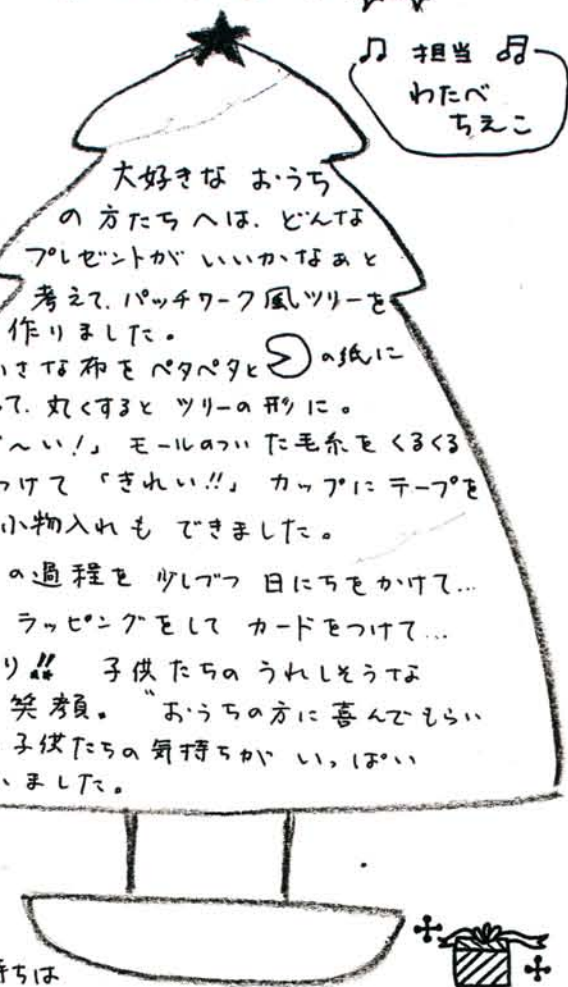 ♫ 担当 ♫
わたべ
ちえこ
大好きな おうち
の 方たち へは、どんな
プレゼントが いいかなぁと
考えて、パッチワーク風ツリーを
作りました。
さな布を ペタペタと の紙に
て、丸くすると ツリーの 形に。
〜い!」 モールのついた毛糸を くるくる
つけて 「きれい!!」 カップに テープを
小物入れも できました。
の過程を 少しづつ 日にちをかけて…
ラッピングをして カードをつけて…
り!! 子供たちの うれしそうな
笑顔。 〝おうちの方に 喜んでもらい
子供たちの気持ちが いっぱい
いました。
持ちは